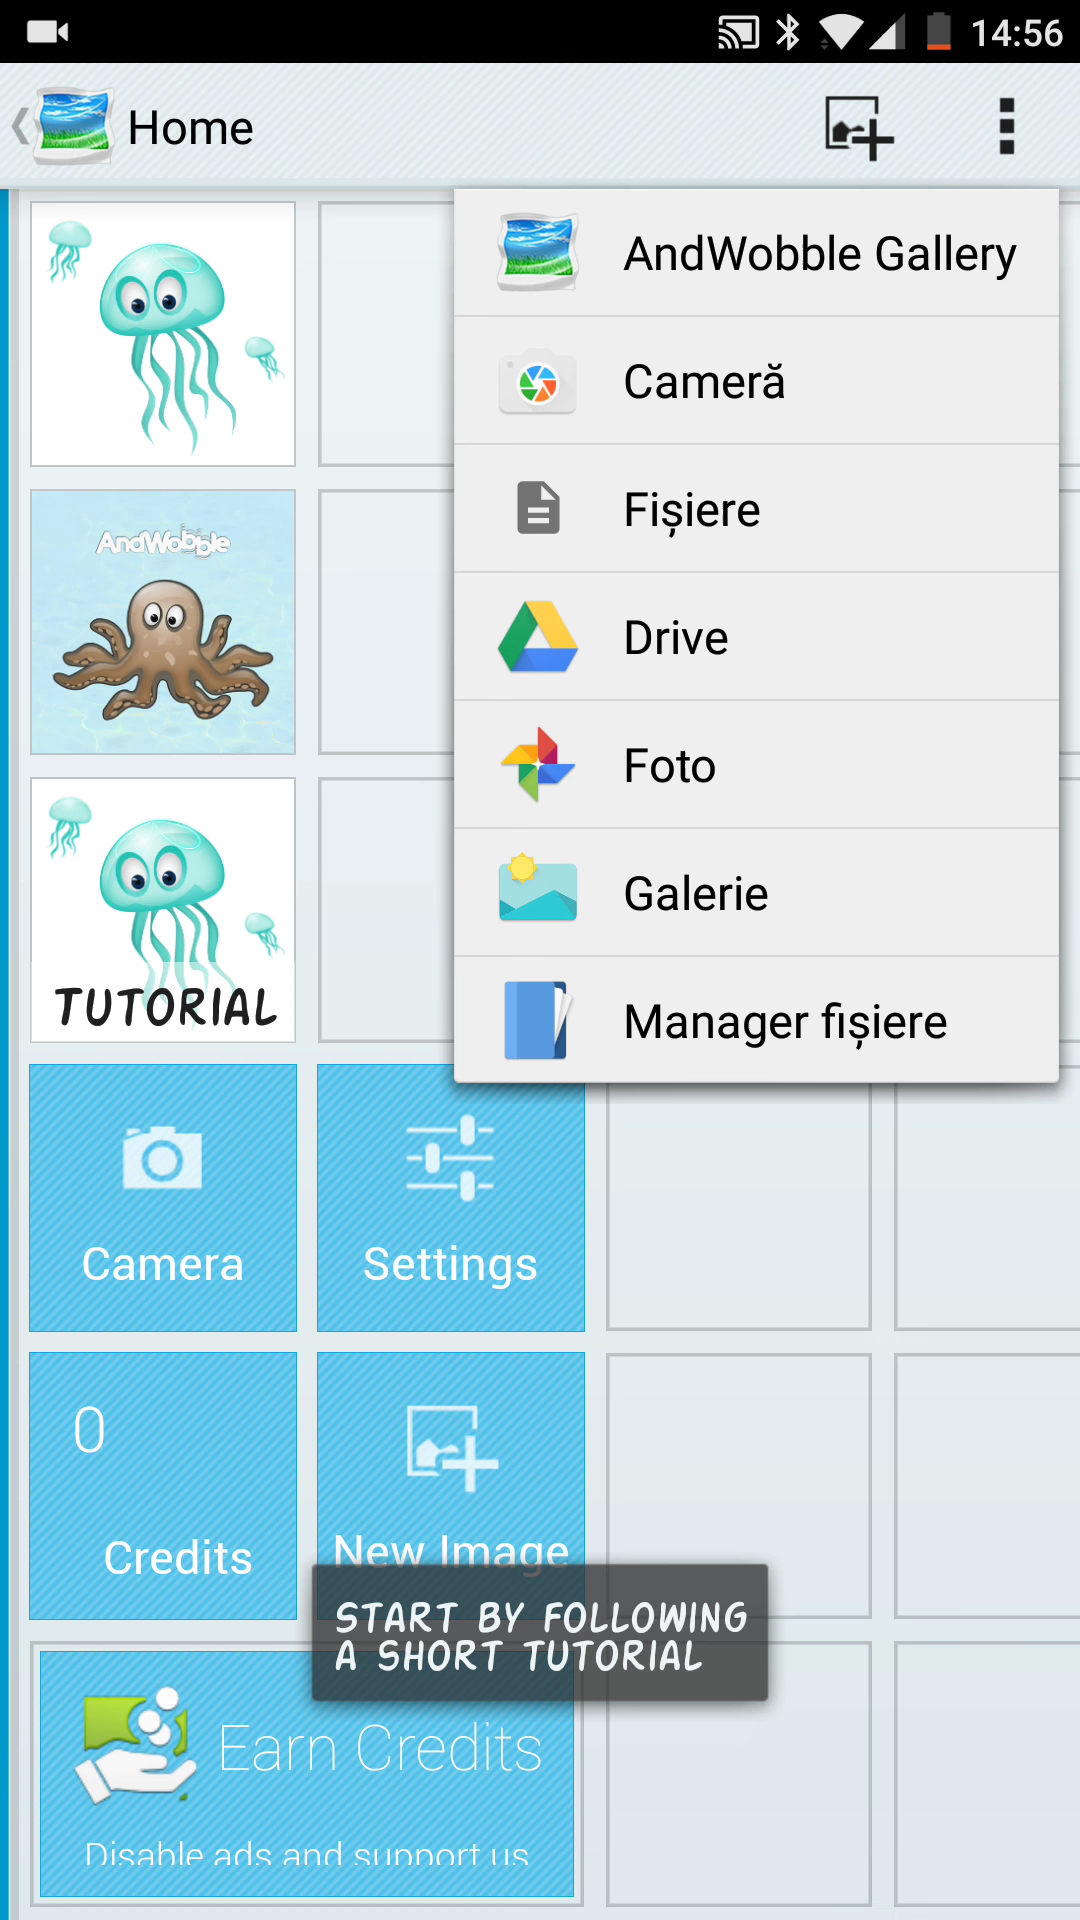 14:56
Home
AndWobble Gallery
Cameră
Fișiere
Drive
Foto
Galerie
Manager fișiere
AndWobble
TUTORIAL
Camera
Settings
0
Credits
New Image
START BY FOLLOWING
A SHORT TUTORIAL
Earn Credits
Disable ads and support us